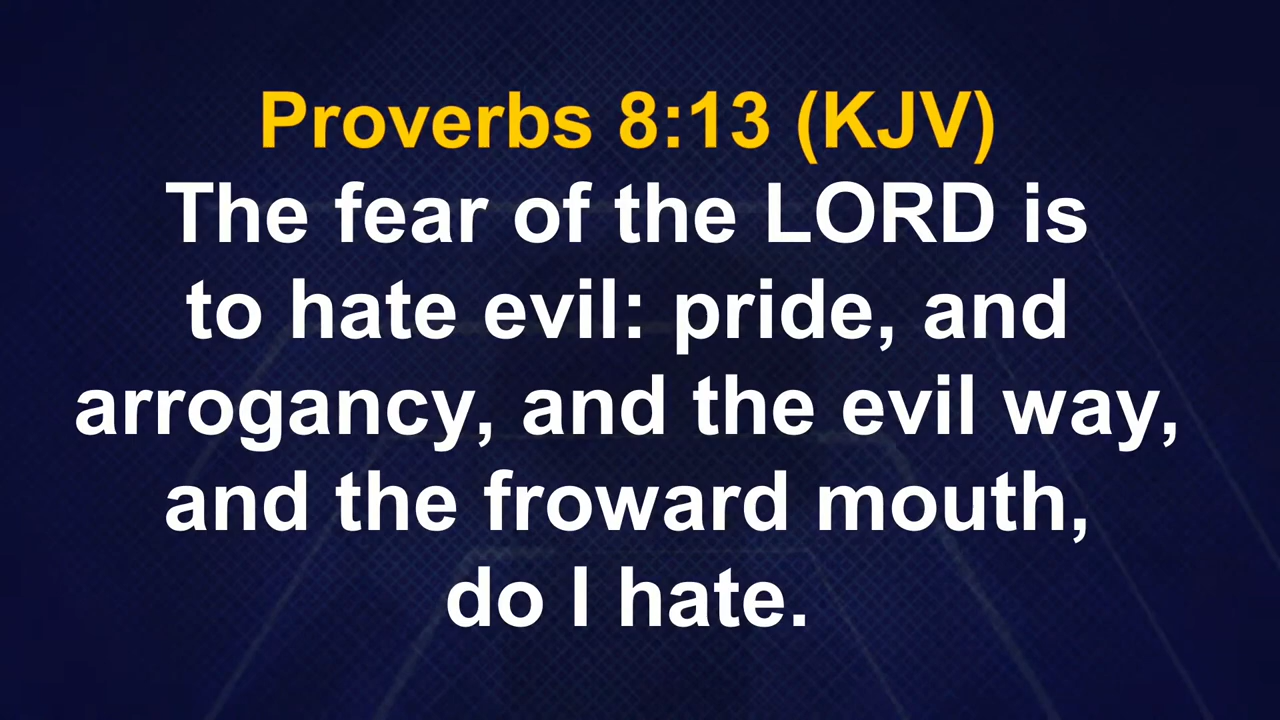 Proverbs 8:13 (KJV)
The fear of the LORD is
to hate evil: pride, and
arrogancy, and the evil way,
and the froward mouth,
do I hate.